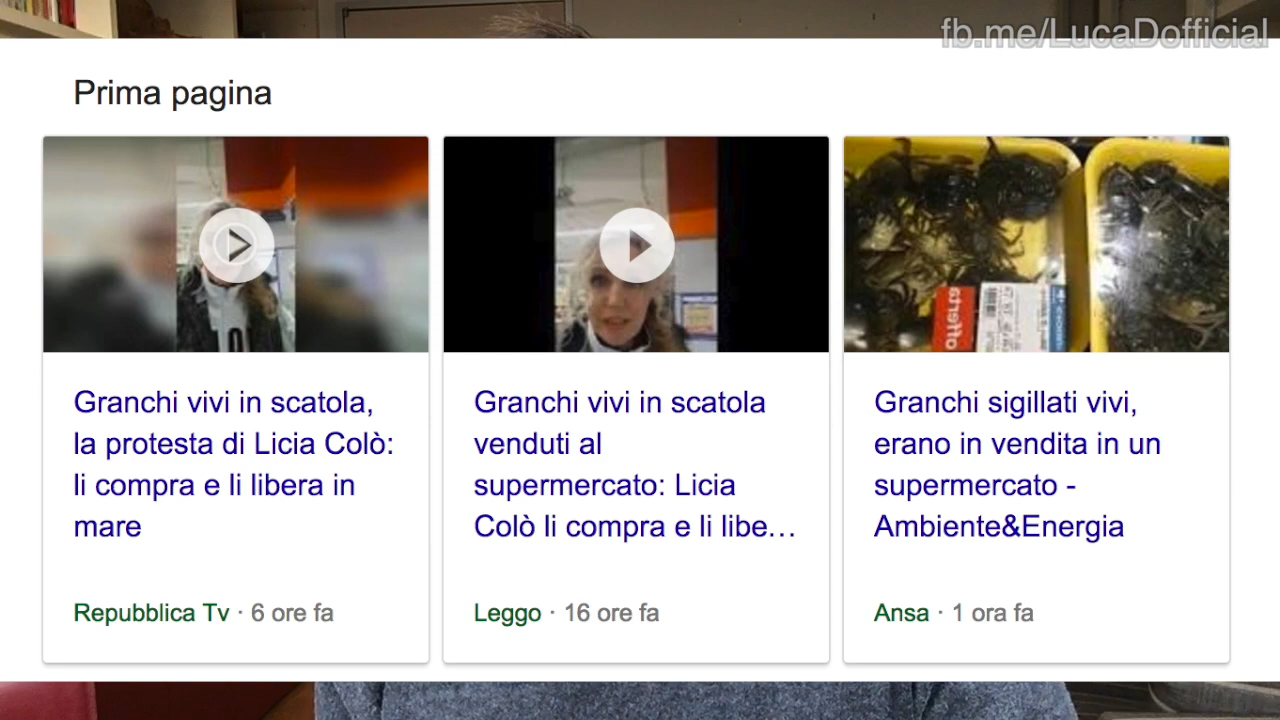 fb.me/LucaDofficial
Prima pagina
Granchi vivi in scatola,
la protesta di Licia Colò:
li compra e li libera in
mare
Repubblica Tv · 6 ore fa
Granchi vivi in scatola
venduti al
supermercato: Licia
Colò li compra e li libe…
Leggo · 16 ore fa
offerta
Granchi sigillati vivi,
erano in vendita in un
supermercato -
Ambiente&Energia
Ansa · 1 ora fa